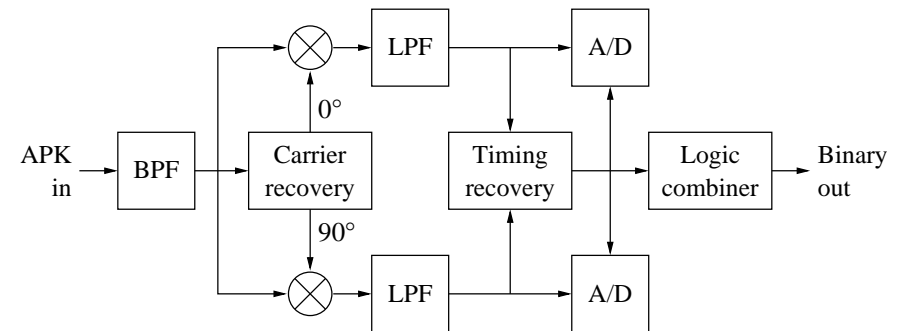 LPF
A/D
0°
APK
in
BPF
Carrier
recovery
Timing
recovery
Logic
combiner
Binary
out
90°
LPF
A/D